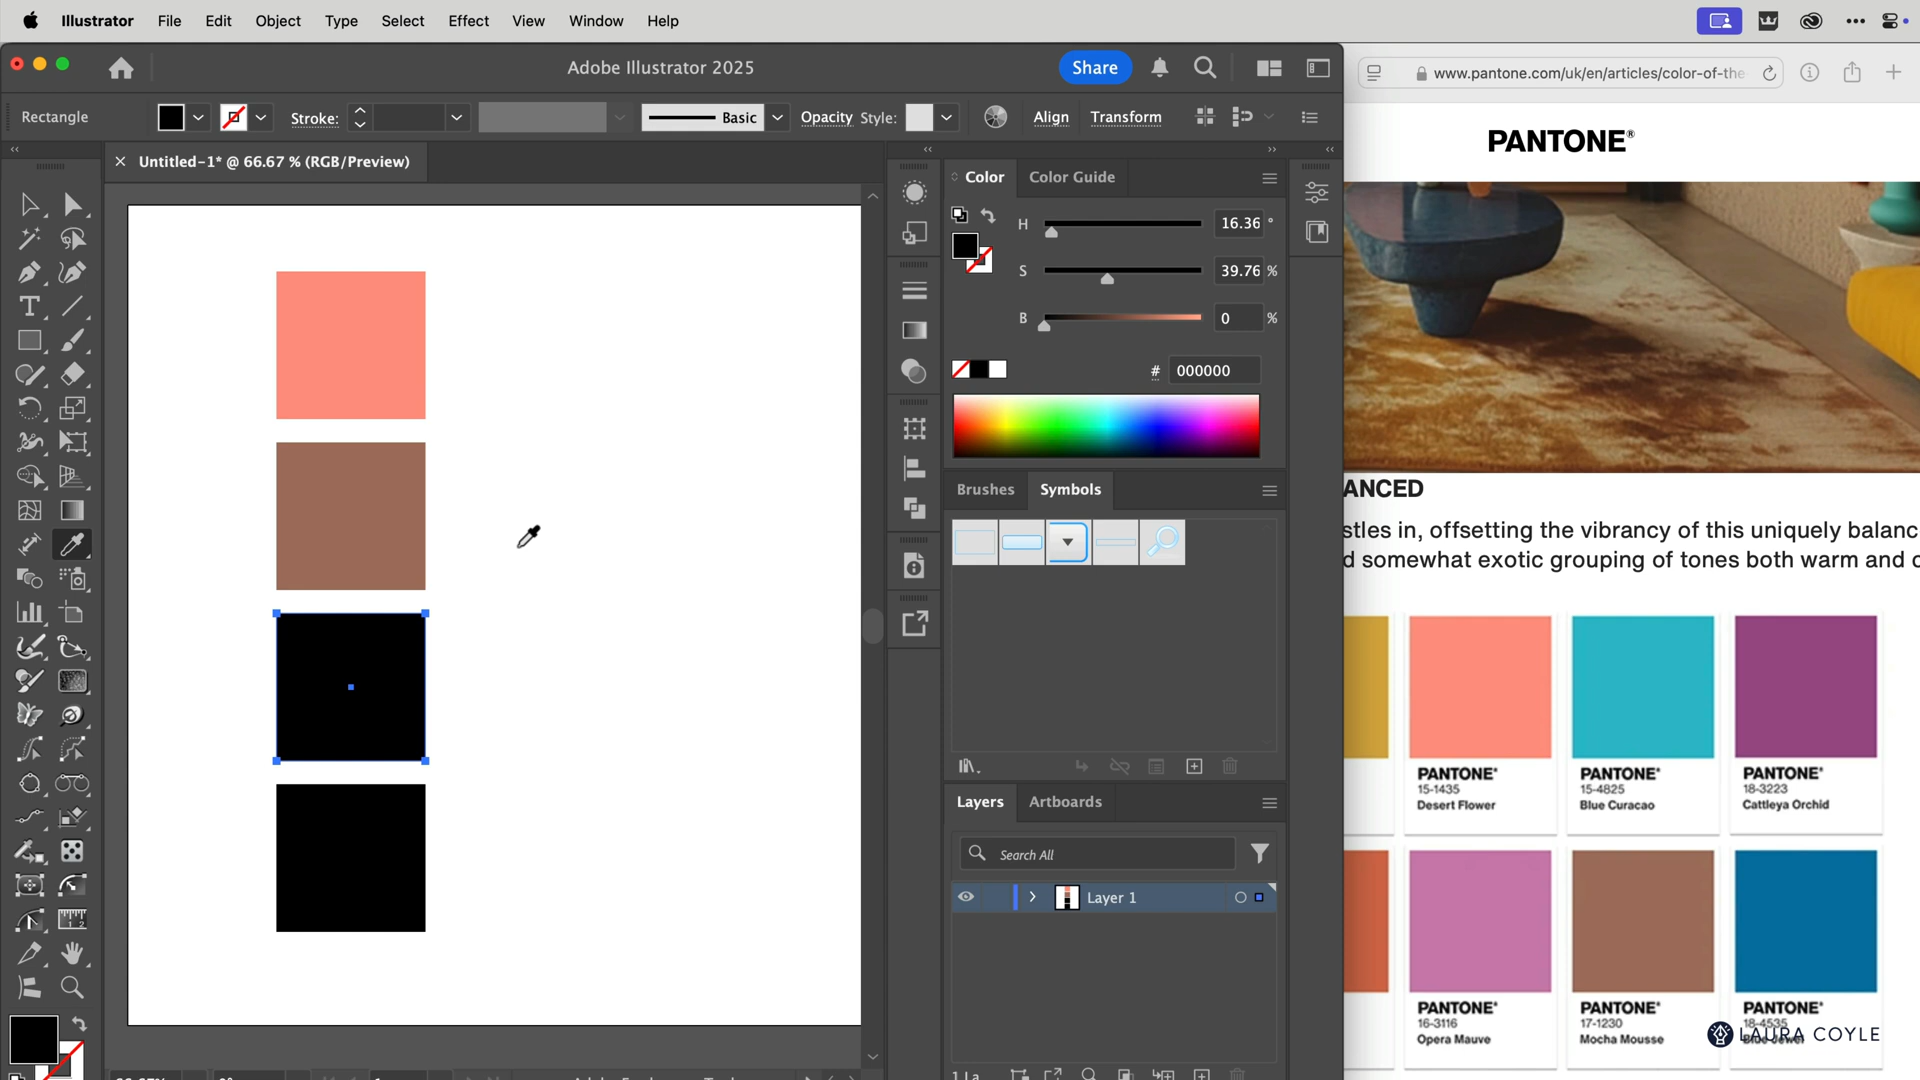 Illustrator File Edit Object Type Select Effect View Window Help
Adobe Illustrator 2025
Share
www.pantone.com/uk/en/articles/color-of-the
Rectangle
Stroke:
Basic
Opacity
Style:
Align
Transform
PANTONE®
Untitled-1* @ 66.67 % (RGB/Preview)
Color
Color Guide
H 16.36 °
S 39.76 %
B 0 %
# 000000
Brushes
Symbols
ANCED
stles in, offsetting the vibrancy of this uniquely balanc
d somewhat exotic grouping of tones both warm and
PANTONE®
15-1435
Desert Flower
PANTONE®
15-4825
Blue Curacao
PANTONE®
18-3223
Cattleya Orchid
Layers
Artboards
Search All
Layer 1
PANTONE®
16-3116
Opera Mauve
PANTONE®
17-1230
Mocha Mousse
PANTONE®
18-4535
Blue Jewel
LAURA COYLE